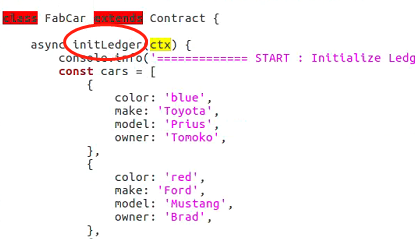 class FabCar extends Contract {
async initLedger(ctx) {
console.info('============= START : Initialize Ledg
const cars = [
{
color: 'blue',
make: 'Toyota',
model: 'Prius',
owner: 'Tomoko',
},
{
color: 'red',
make: 'Ford',
model: 'Mustang',
owner: 'Brad',
},